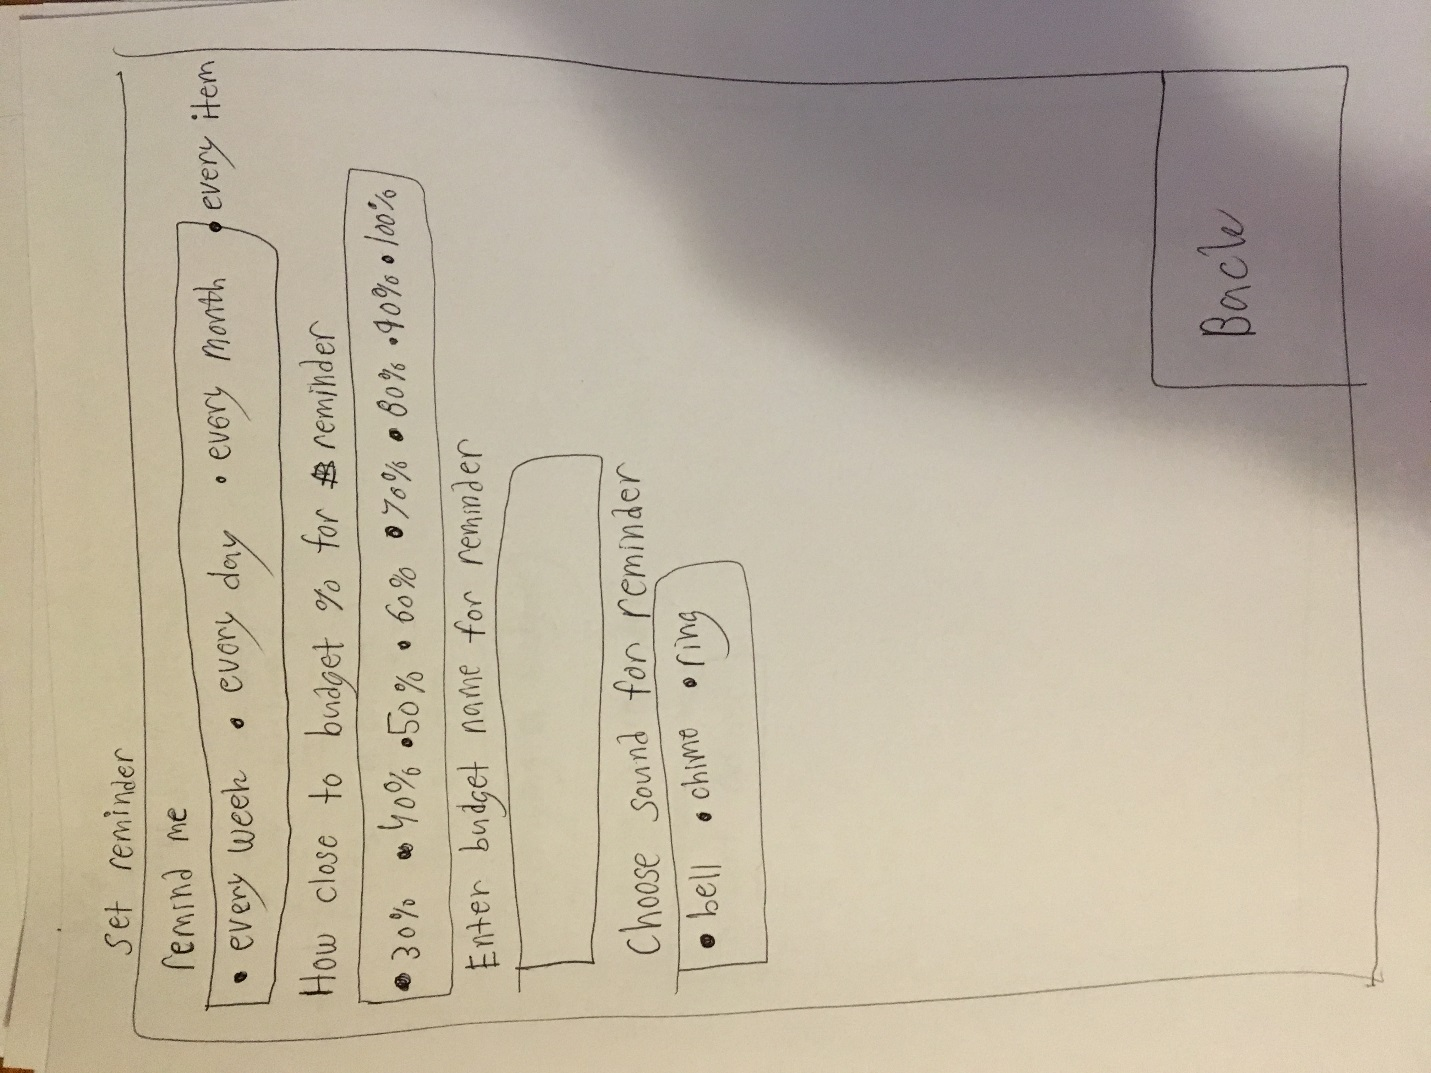 Set reminder
remind me
• every week • every day • every month • every item
How close to budget % for reminder
• 30% • 40% • 50% • 60% • 70% • 80% • 90% • 100%
Enter budget name for reminder
Choose sound for reminder
• bell • chime • ring
Back